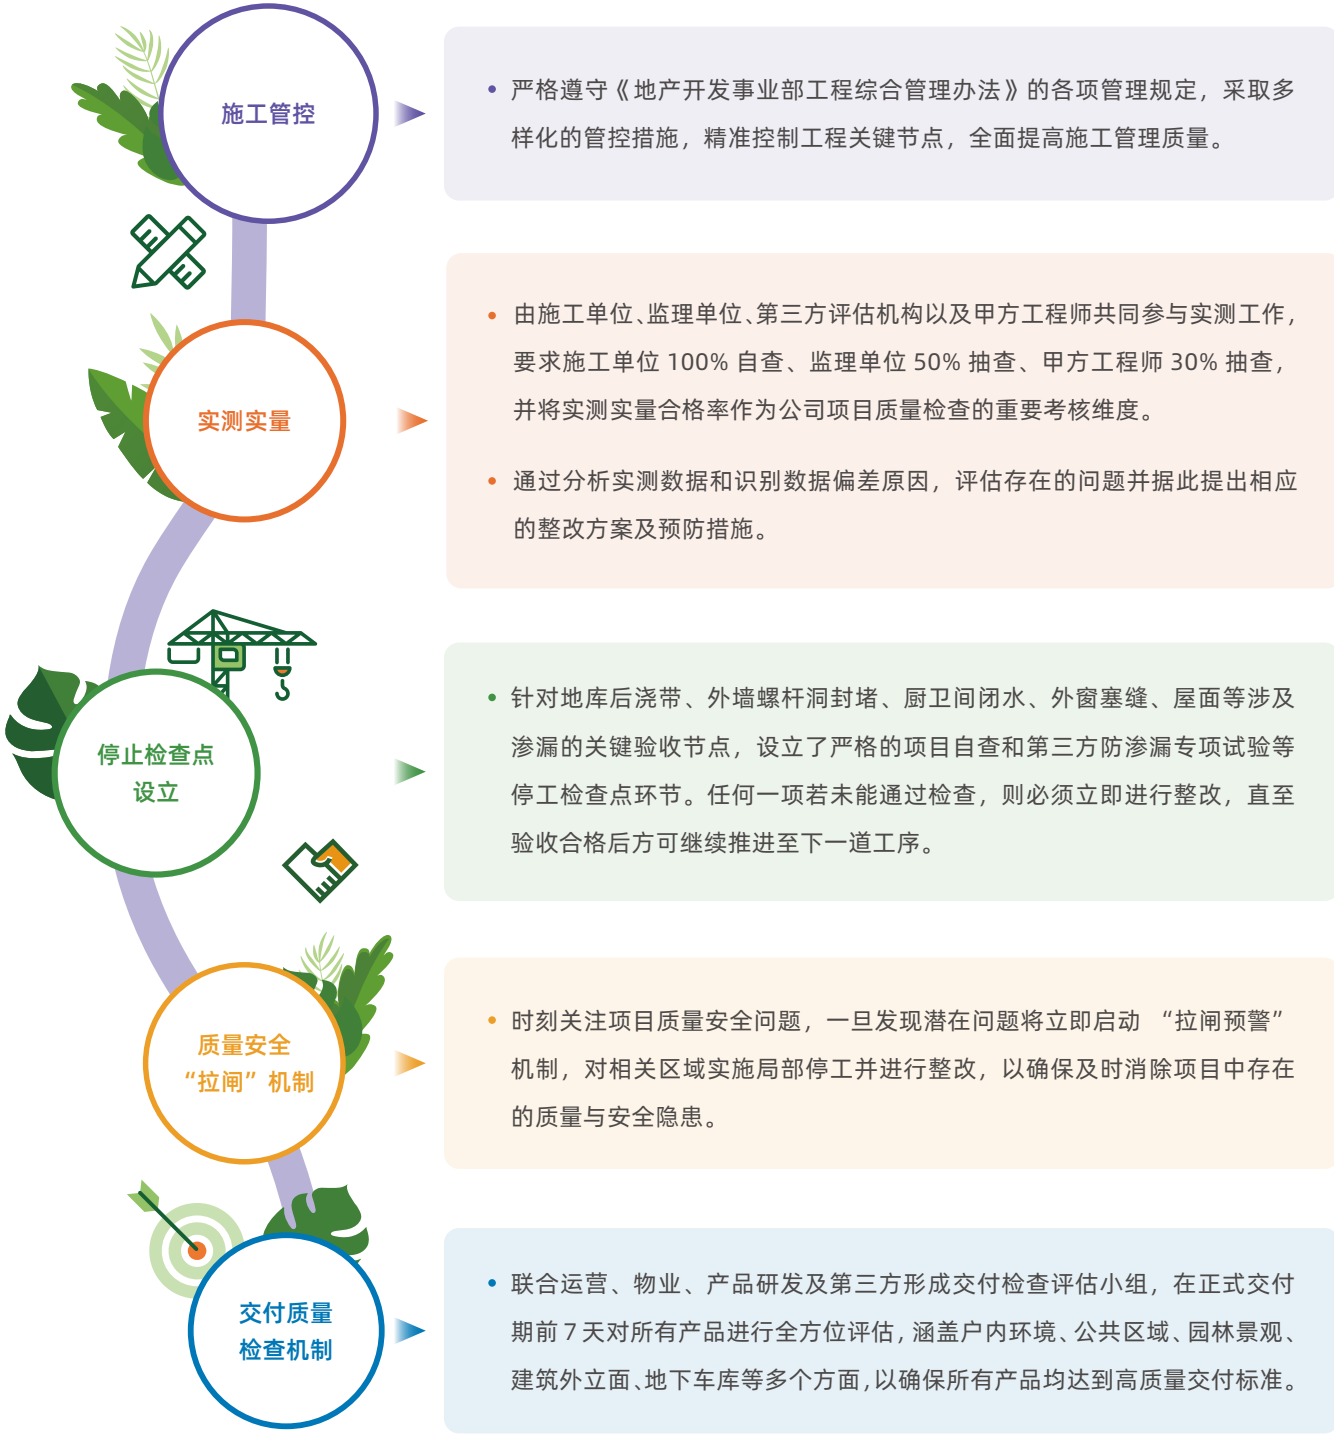 施工管控
• 严格遵守《地产开发事业部工程综合管理办法》的各项管理规定，采取多
样化的管控措施，精准控制工程关键节点，全面提高施工管理质量。
实测实量
• 由施工单位、监理单位、第三方评估机构以及甲方工程师共同参与实测工作，
要求施工单位 100% 自查、监理单位 50% 抽查、甲方工程师 30% 抽查，
并将实测实量合格率作为公司项目质量检查的重要考核维度。
• 通过分析实测数据和识别数据偏差原因，评估存在的问题并据此提出相应
的整改方案及预防措施。
停止检查点
设立
• 针对地库后浇带、外墙螺杆洞封堵、厨卫间闭水、外窗塞缝、屋面等涉及
渗漏的关键验收节点，设立了严格的项目自查和第三方防渗漏专项试验等
停工检查点环节。任何一项若未能通过检查，则必须立即进行整改，直至
验收合格后方可继续推进至下一道工序。
质量安全
“拉闸”机制
• 时刻关注项目质量安全问题，一旦发现潜在问题将立即启动 “拉闸预警”
机制，对相关区域实施局部停工并进行整改，以确保及时消除项目中存在
的质量与安全隐患。
交付质量
检查机制
• 联合运营、物业、产品研发及第三方形成交付检查评估小组，在正式交付
期前 7 天对所有产品进行全方位评估，涵盖户内环境、公共区域、园林景观、
建筑外立面、地下车库等多个方面，以确保所有产品均达到高质量交付标准。